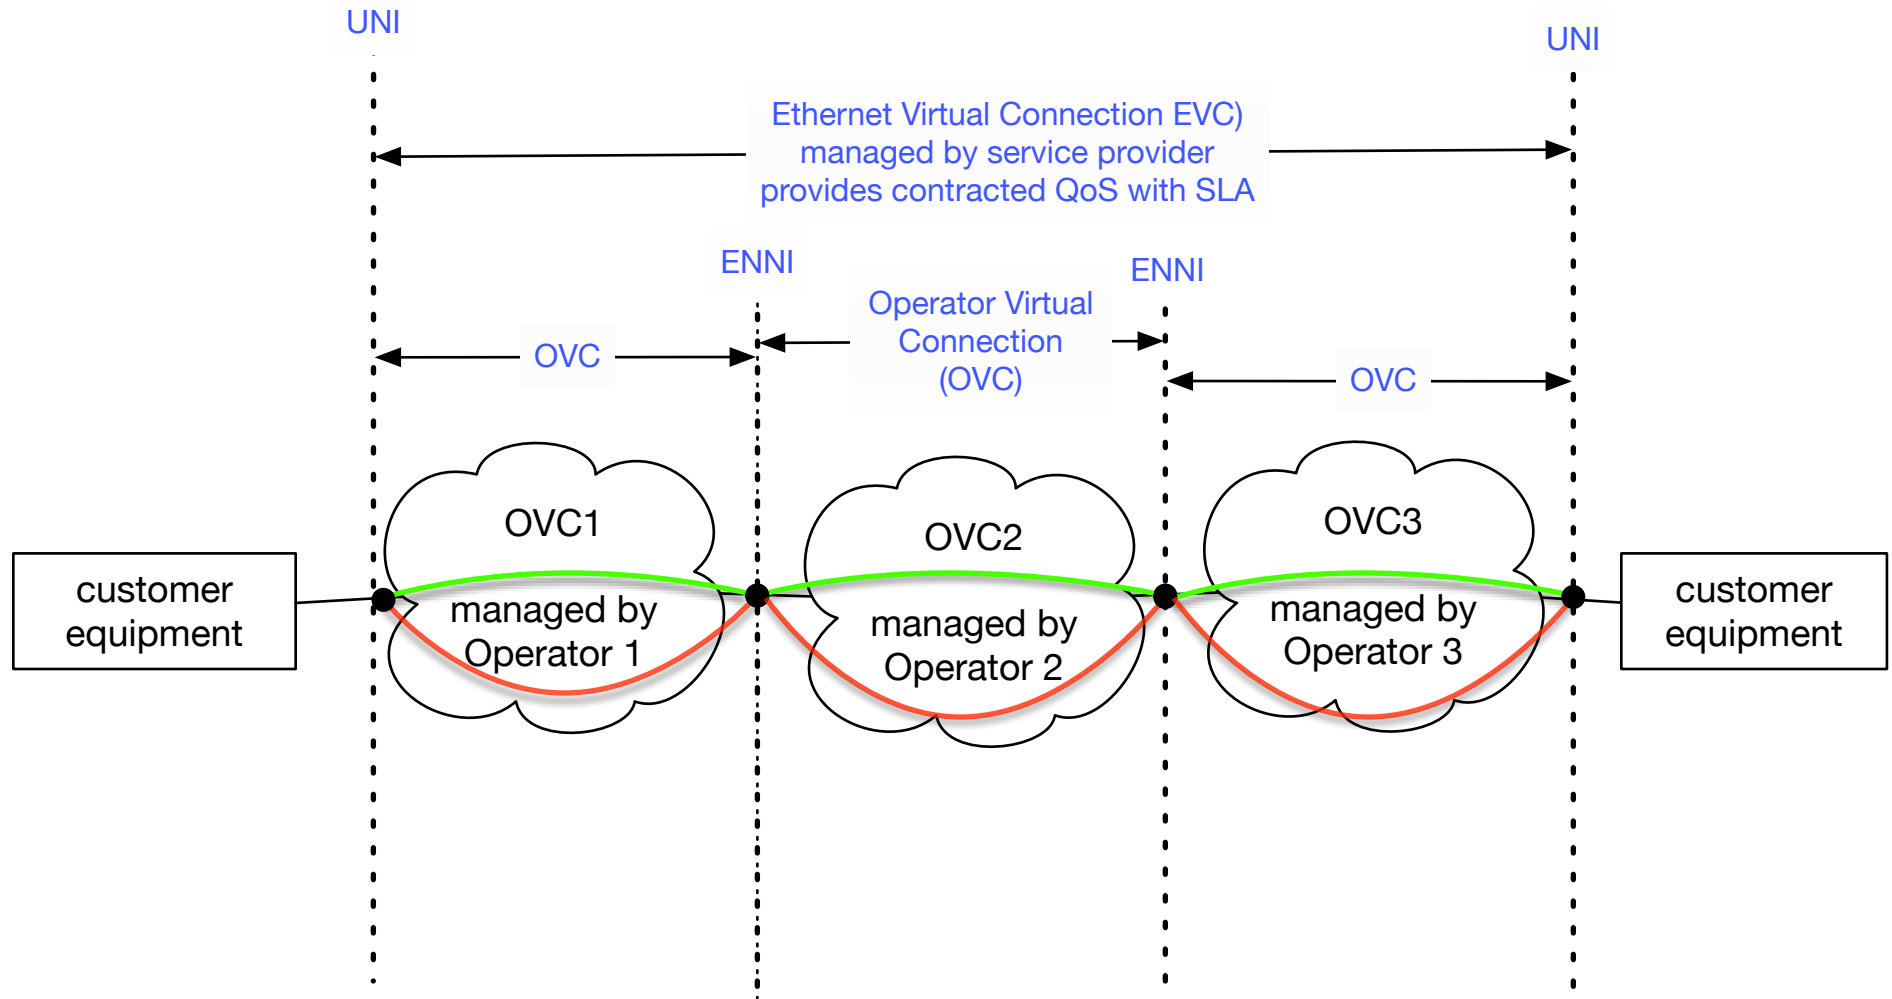 UNI
UNI
Ethernet Virtual Connection EVC)
managed by service provider
provides contracted QoS with SLA
ENNI
ENNI
Operator Virtual
Connection
(OVC)
OVC
OVC
OVC1
OVC2
OVC3
customer
equipment
managed by
Operator 1
managed by
Operator 2
managed by
Operator 3
customer
equipment